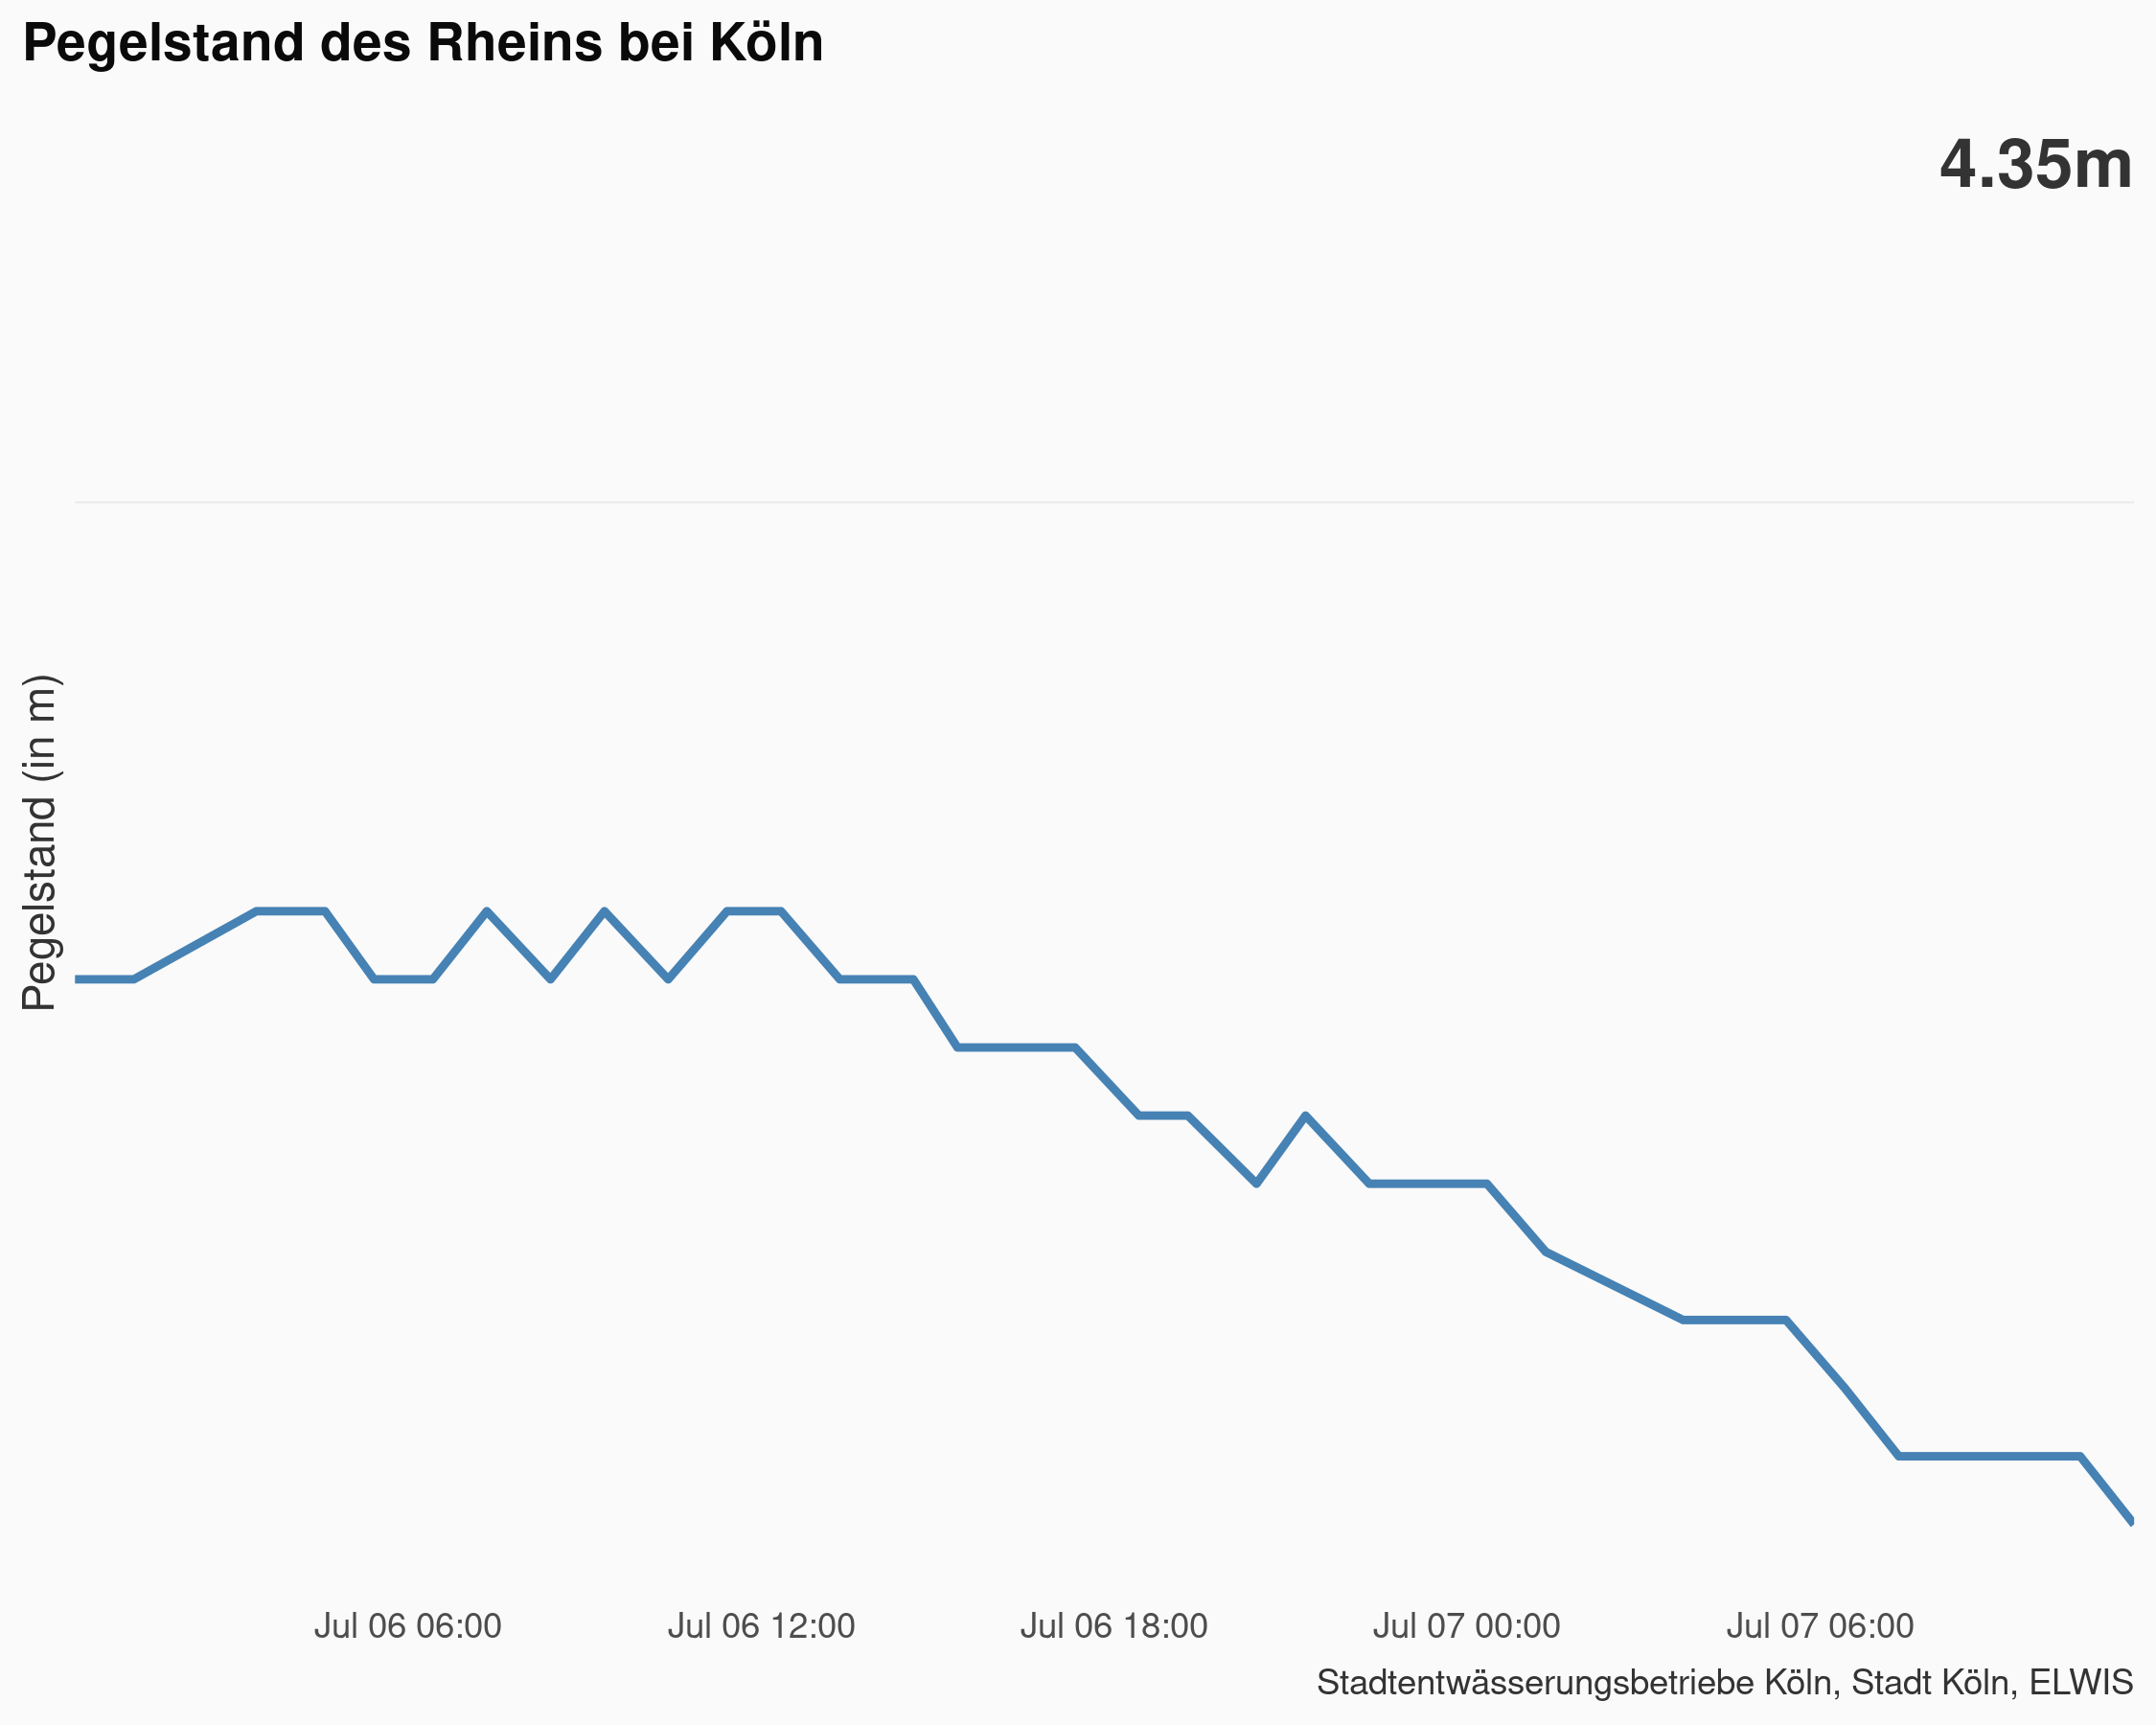 Pegelstand des Rheins bei Köln
4.35m
Pegelstand (in m)
Jul 06 06:00
Jul 06 12:00
Jul 06 18:00
Jul 07 00:00
Jul 07 06:00
Stadtentwässerungsbetriebe Köln, Stadt Köln, ELWIS